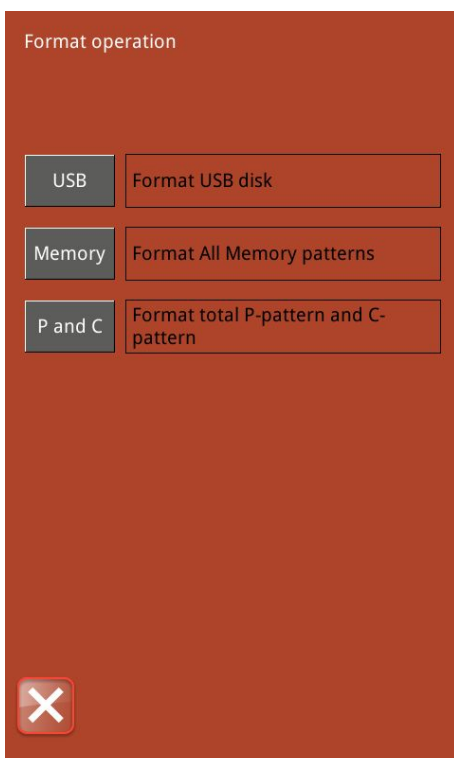 Format operation
USB
Format USB disk
Memory
Format All Memory patterns
P and C
Format total P-pattern and C-
pattern